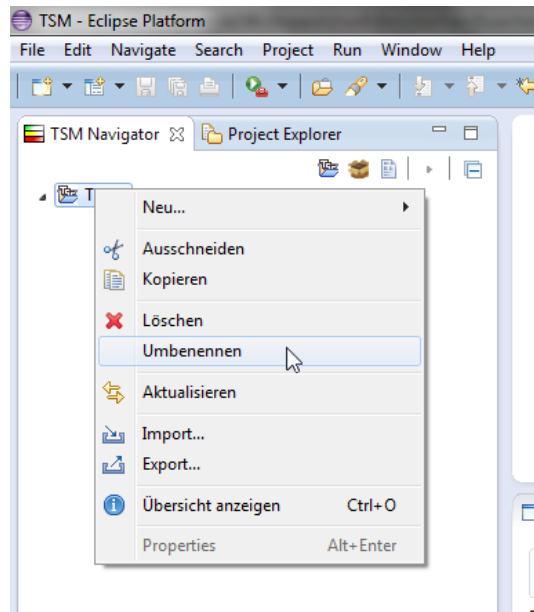 TSM - Eclipse Platform
File Edit Navigate Search Project Run Window Help
TSM Navigator Project Explorer
Neu...
Ausschneiden
Kopieren
Löschen
Umbenennen
Aktualisieren
Import...
Export...
Übersicht anzeigen Ctrl+O
Properties Alt+Enter